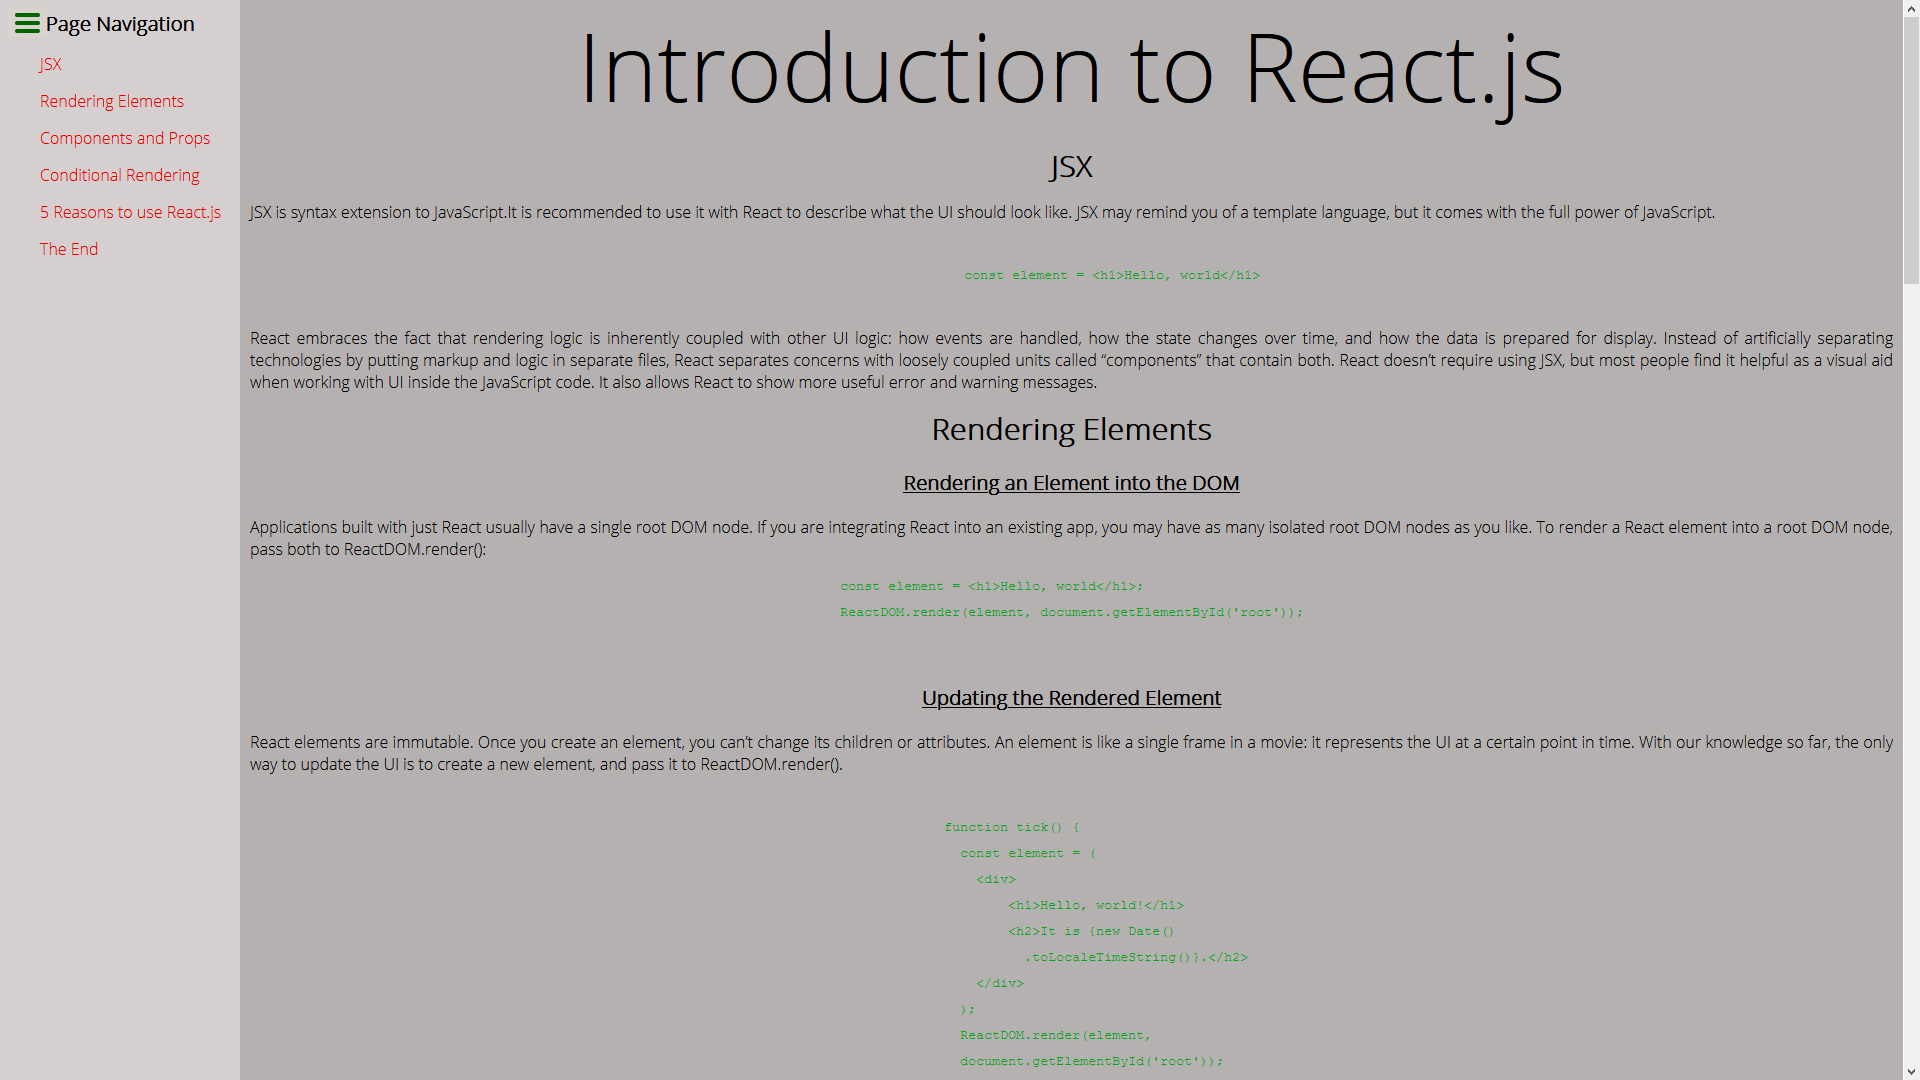 Page Navigation
JSX
Rendering Elements
Components and Props
Conditional Rendering
5 Reasons to use React.js
The End
Introduction to React.js
JSX
JSX is syntax extension to JavaScript.It is recommended to use it with React to describe what the UI should look like. JSX may remind you of a template language, but it comes with the full power of JavaScript.
const element = <h1>Hello, world</h1>
React embraces the fact that rendering logic is inherently coupled with other UI logic: how events are handled, how the state changes over time, and how the data is prepared for display. Instead of artificially separating
technologies by putting markup and logic in separate files, React separates concerns with loosely coupled units called “components” that contain both. React doesn’t require using JSX, but most people find it helpful as a visual aid
when working with UI inside the JavaScript code. It also allows React to show more useful error and warning messages.
Rendering Elements
Rendering an Element into the DOM
Applications built with just React usually have a single root DOM node. If you are integrating React into an existing app, you may have as many isolated root DOM nodes as you like. To render a React element into a root DOM node,
pass both to ReactDOM.render():
const element = <h1>Hello, world</h1>;
ReactDOM.render(element, document.getElementById('root'));
Updating the Rendered Element
React elements are immutable. Once you create an element, you can’t change its children or attributes. An element is like a single frame in a movie: it represents the UI at a certain point in time. With our knowledge so far, the only
way to update the UI is to create a new element, and pass it to ReactDOM.render().
function tick() {
const element = (
<div>
<h1>Hello, world!</h1>
<h2>It is {new Date()
.toLocaleTimeString()}.</h2>
</div>
);
ReactDOM.render(element,
document.getElementById('root'));